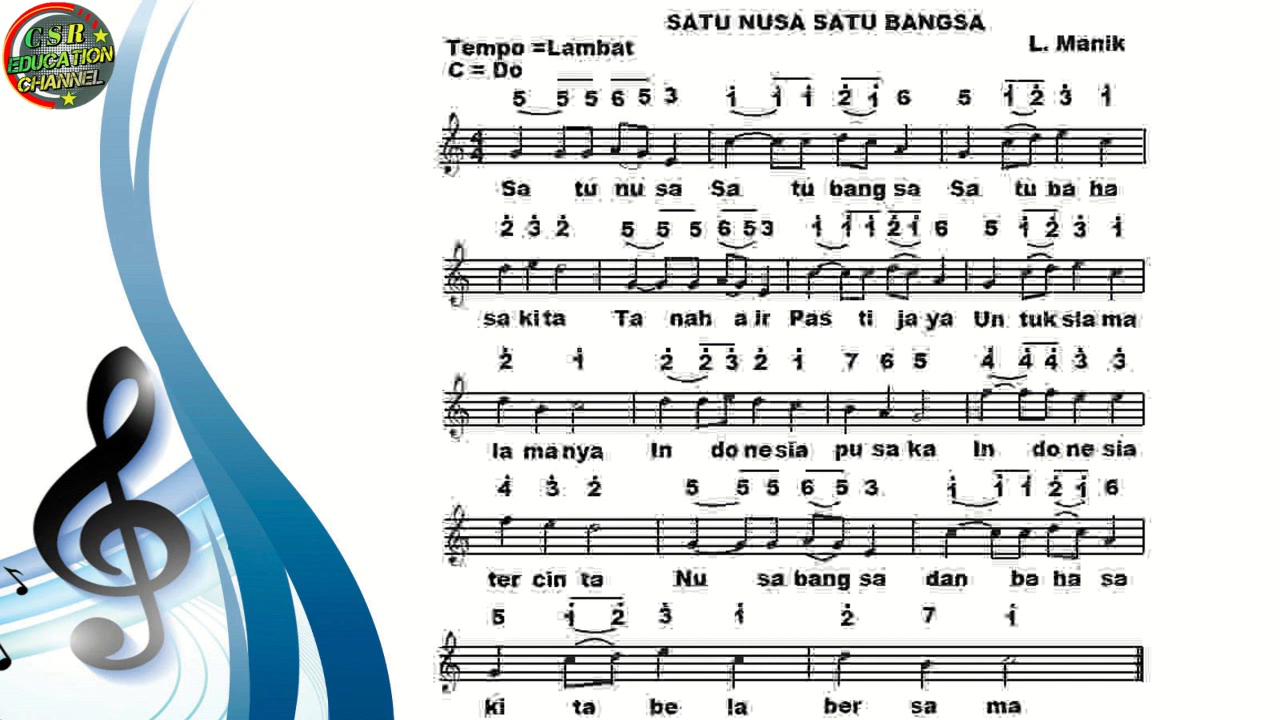 CSR
EDUCATION
CHANNEL
SATU NUSA SATU BANGSA
Tempo =Lambat
L. Manik
C = Do
5 5 5 6 5 3 1̇ 1̇ 1̇ 2̇ 1̇ 6 5 1̇ 2̇ 3̇ 1̇
4
4
Sa tu nu sa Sa tu bang sa Sa tu ba ha
2̇ 3̇ 2̇ 5 5 5 6 5 3 1̇ 1̇ 1̇ 2̇ 1̇ 6 5 1̇ 2̇ 3̇ 1̇
sa ki ta Ta nah a ir Pas ti ja ya Un tuk sla ma
2̇ 7̇ 1̇ 2̇ 2̇ 3̇ 2̇ 1̇ 7 6 5 4̇ 4̇ 4̇ 3̇ 3̇
la ma nya In do ne sia pu sa ka In do ne sia
4̇ 3̇ 2̇ 5 5 5 6 5 3 1̇ 1̇ 1̇ 2̇ 1̇ 6
ter cin ta Nu sa bang sa dan ba ha sa
5 1̇ 2̇ 3̇ 1̇ 2̇ 7 1̇
ki ta be la ber sa ma